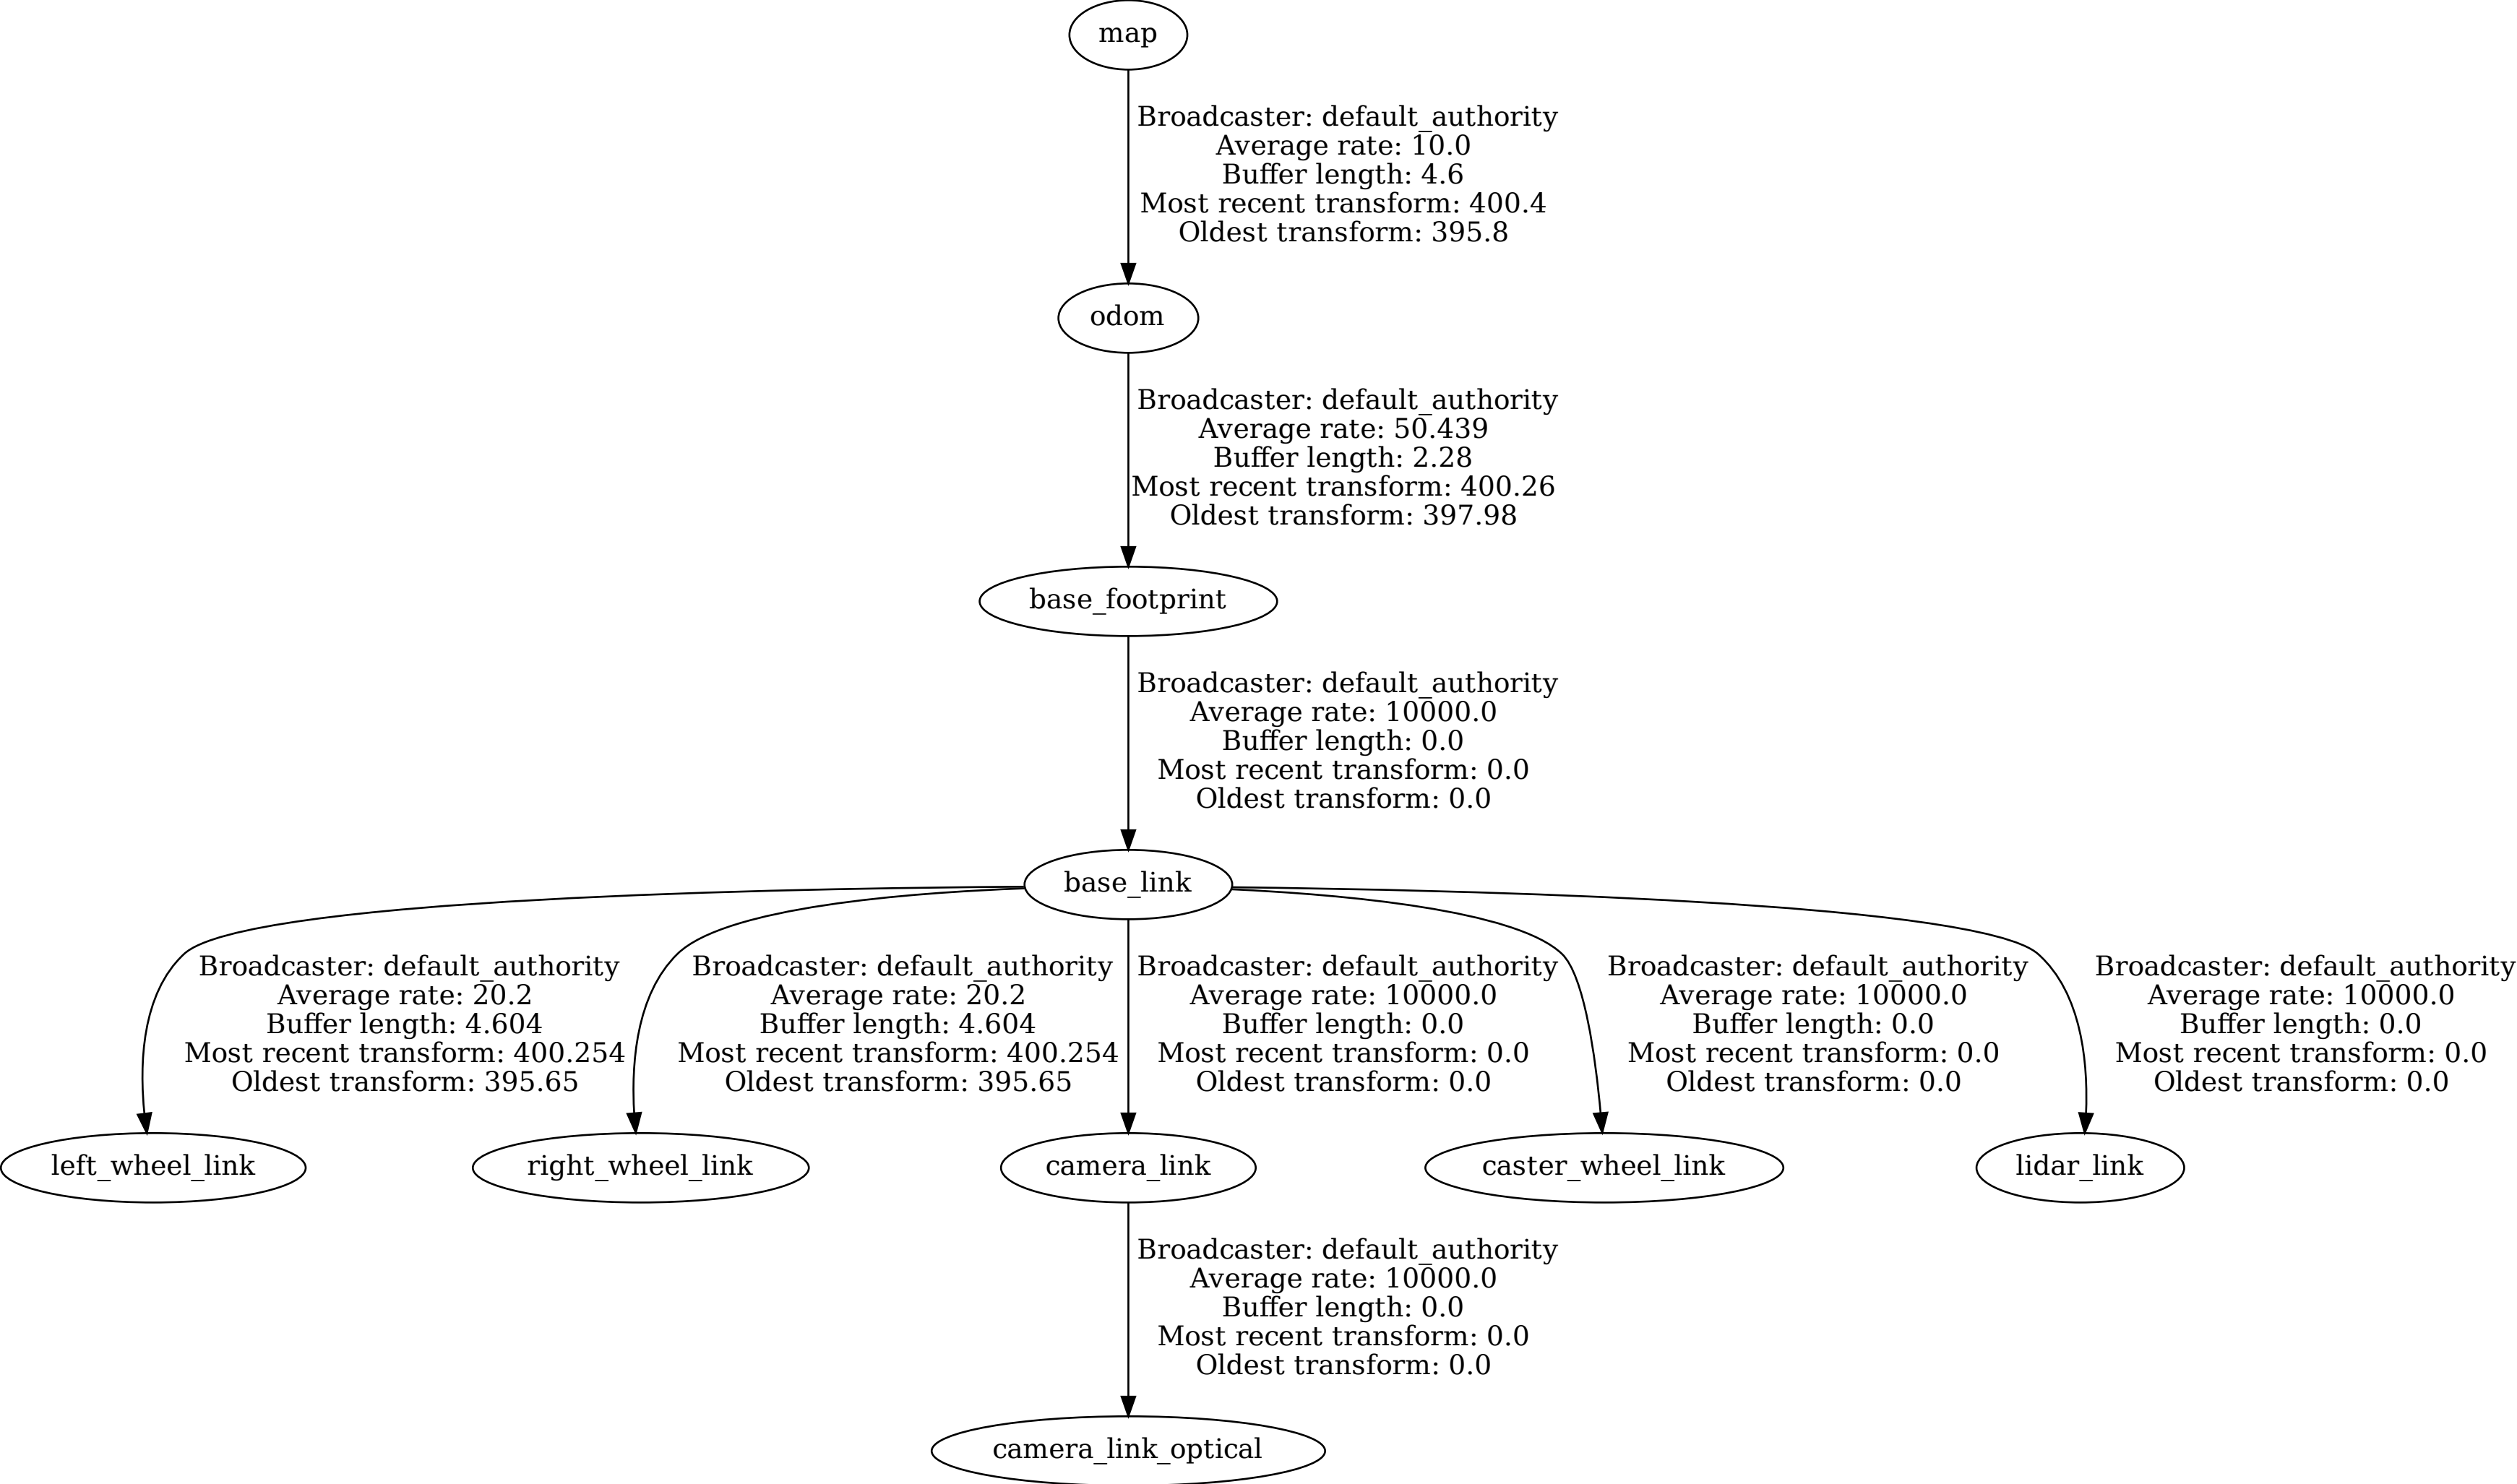 map
Broadcaster: default_authority
Average rate: 10.0
Buffer length: 4.6
Most recent transform: 400.4
Oldest transform: 395.8
odom
Broadcaster: default_authority
Average rate: 50.439
Buffer length: 2.28
Most recent transform: 400.26
Oldest transform: 397.98
base_footprint
Broadcaster: default_authority
Average rate: 10000.0
Buffer length: 0.0
Most recent transform: 0.0
Oldest transform: 0.0
base_link
Broadcaster: default_authority
Average rate: 20.2
Buffer length: 4.604
Most recent transform: 400.254
Oldest transform: 395.65
Broadcaster: default_authority
Average rate: 20.2
Buffer length: 4.604
Most recent transform: 400.254
Oldest transform: 395.65
Broadcaster: default_authority
Average rate: 10000.0
Buffer length: 0.0
Most recent transform: 0.0
Oldest transform: 0.0
Broadcaster: default_authority
Average rate: 10000.0
Buffer length: 0.0
Most recent transform: 0.0
Oldest transform: 0.0
Broadcaster: default_authority
Average rate: 10000.0
Buffer length: 0.0
Most recent transform: 0.0
Oldest transform: 0.0
left_wheel_link
right_wheel_link
camera_link
caster_wheel_link
lidar_link
Broadcaster: default_authority
Average rate: 10000.0
Buffer length: 0.0
Most recent transform: 0.0
Oldest transform: 0.0
camera_link_optical